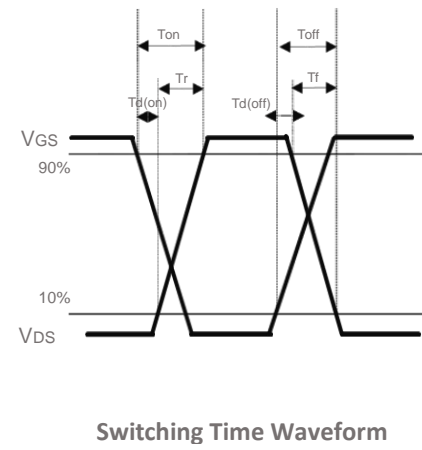 Ton
Toff
Tr
Tf
Td(on)
Td(off)
VGS
90%
10%
VDS
Switching Time Waveform